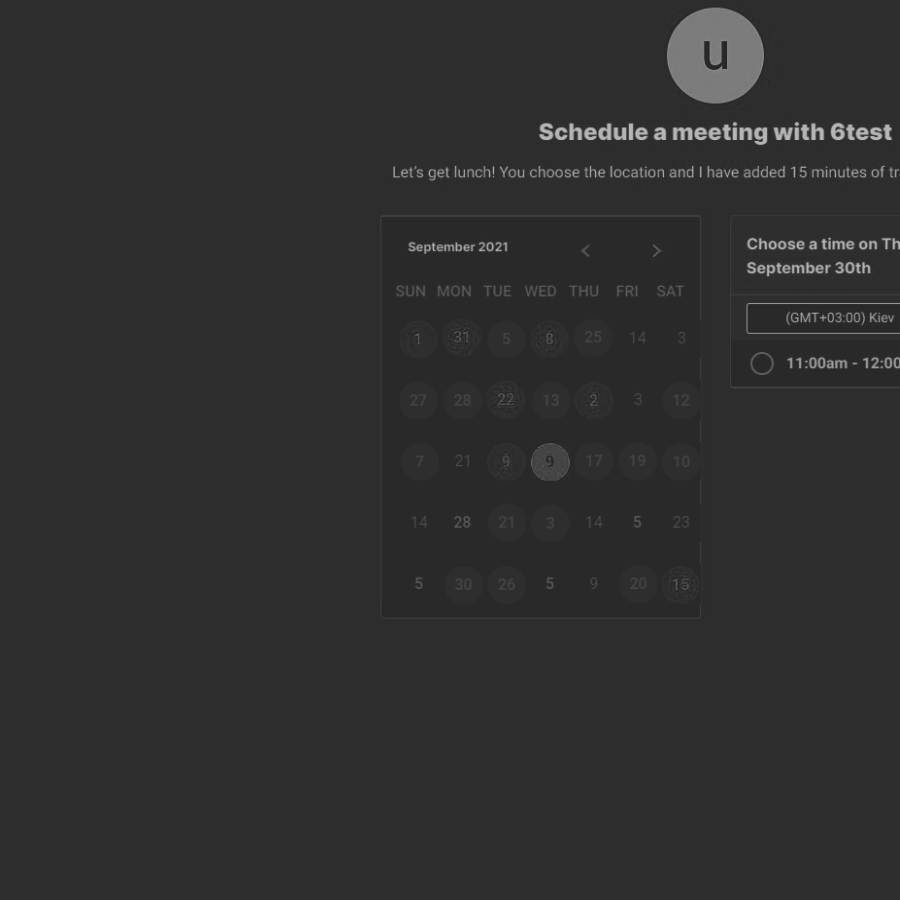 u
Schedule a meeting with 6test
Let's get lunch! You choose the location and I have added 15 minutes of
September 2021
SUN MON TUE WED THU FRI SAT
1 31 5 8 25 14 3
27 28 22 13 2 3 12
7 21 9 9 17 19 10
14 28 21 3 14 5 23
5 30 26 5 9 20 15
Choose a time on Th
September 30th
(GMT+03:00) Kiev
11:00am - 12:00